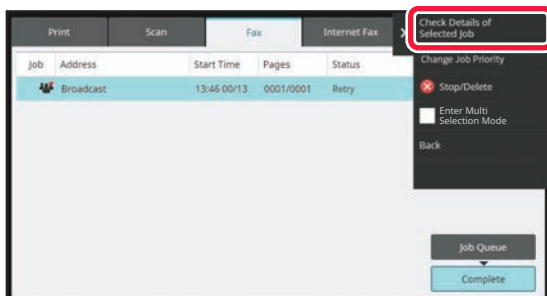 Print Scan Fax Internet Fax
Check Details of
Selected Job
Job Address Start Time Pages Status
Change Job Priority
Broadcast 13:46 00/13 0001/0001 Retry
Stop/Delete
Enter Multi
Selection Mode
Back
Job Queue
Complete